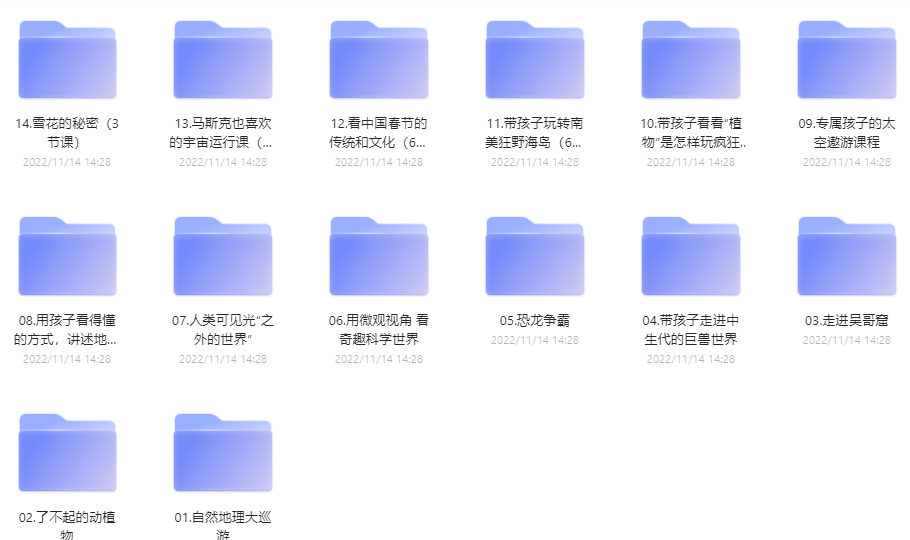 14.雪花的秘密（3
节课）
2022/11/14 14:28
13.马斯克也喜欢
的宇宙运行课（...
2022/11/14 14:28
12.看中国春节的
传统和文化（6...
2022/11/14 14:28
11.带孩子玩转南
美狂野海岛（6...
2022/11/14 14:28
10.带孩子看看“植
物”是怎样玩疯狂..
2022/11/14 14:28
09.专属孩子的太
空遨游课程
2022/11/14 14:28
08.用孩子看得懂
的方式，讲述地...
2022/11/14 14:28
07.人类可见光“之
外的世界”
2022/11/14 14:28
06.用微观视角 看
奇趣科学世界
2022/11/14 14:28
05.恐龙争霸
2022/11/14 14:28
04.带孩子走进中
生代的巨兽世界
2022/11/14 14:28
03.走进吴哥窟
2022/11/14 14:28
02.了不起的动植
物
01.自然地理大巡
游